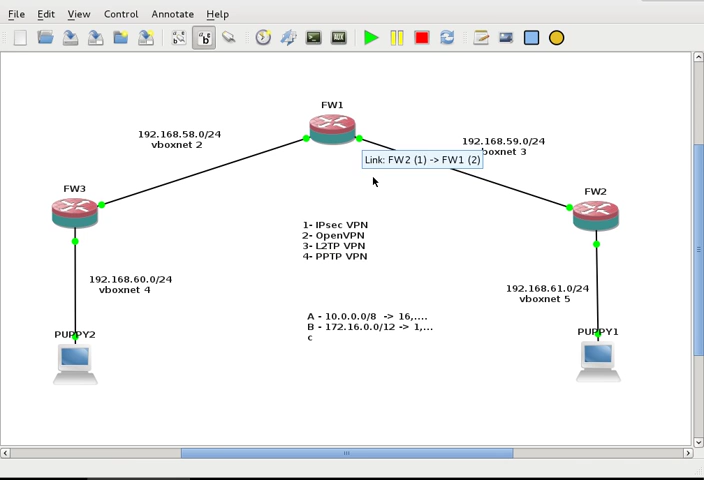 File Edit View Control Annotate Help
FW1
192.168.58.0/24
vboxnet 2
192.168.59.0/24
3
Link: FW2 (1) -> FW1 (2)
FW3
FW2
1- IPsec VPN
2- OpenVPN
3- L2TP VPN
4- PPTP VPN
192.168.60.0/24
vboxnet 4
192.168.61.0/24
vboxnet 5
A - 10.0.0.0/8 -> 16,....
B - 172.16.0.0/12 -> 1,...
c
PUPPY2
PUPPY1